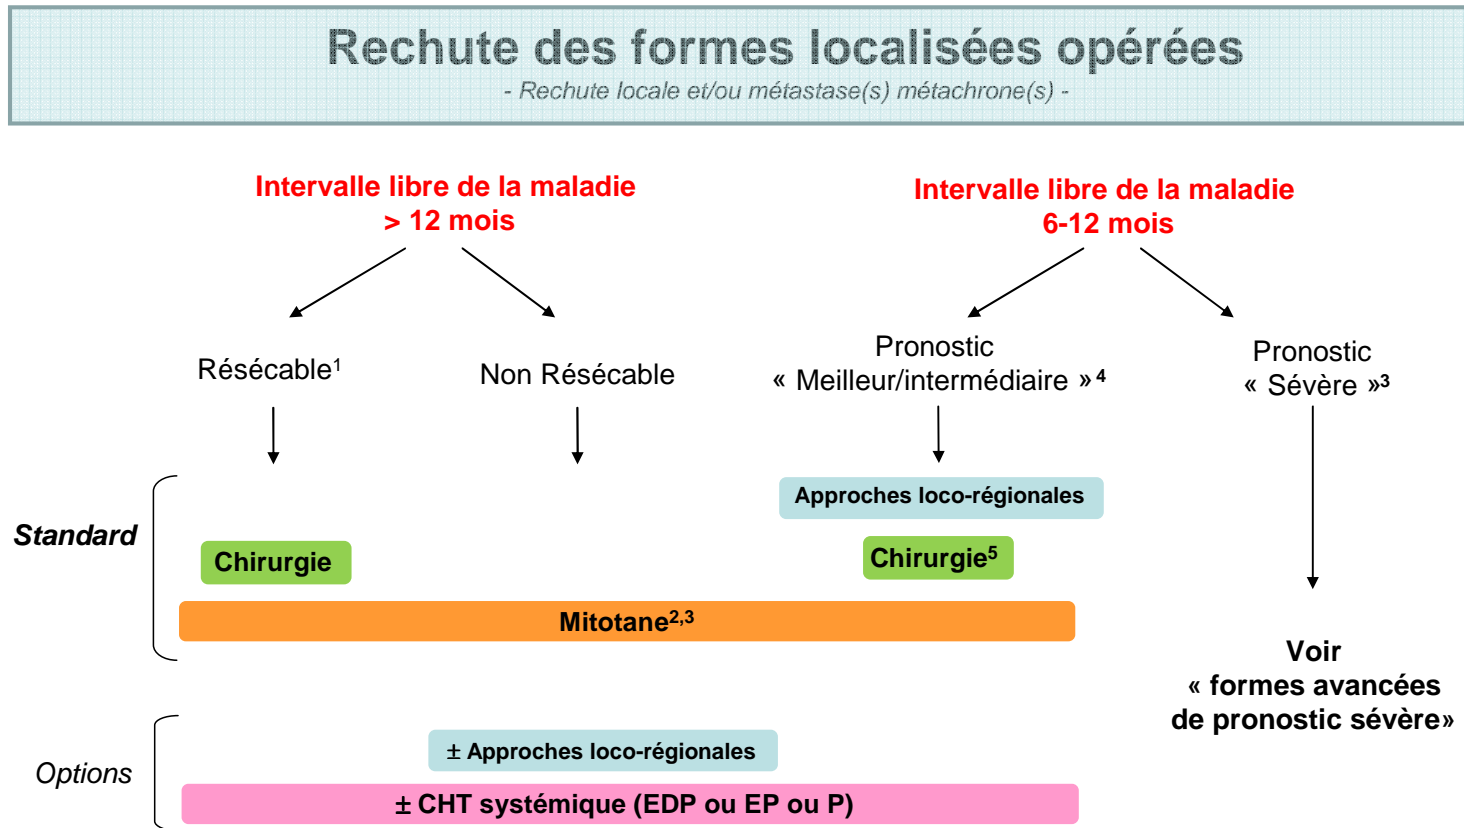 Rechute des formes localisées opérées
- Rechute locale et/ou métastase(s) métachrone(s) -
Intervalle libre de la maladie
> 12 mois
Intervalle libre de la maladie
6-12 mois
Résécable¹
Non Résécable
Pronostic
« Meilleur/intermédiaire »⁴
Pronostic
« Sévère »³
Standard
Approches loco-régionales
Chirurgie
Chirurgie⁵
Mitotane²,³
Voir
« formes avancées
de pronostic sévère»
Options
± Approches loco-régionales
± CHT systémique (EDP ou EP ou P)